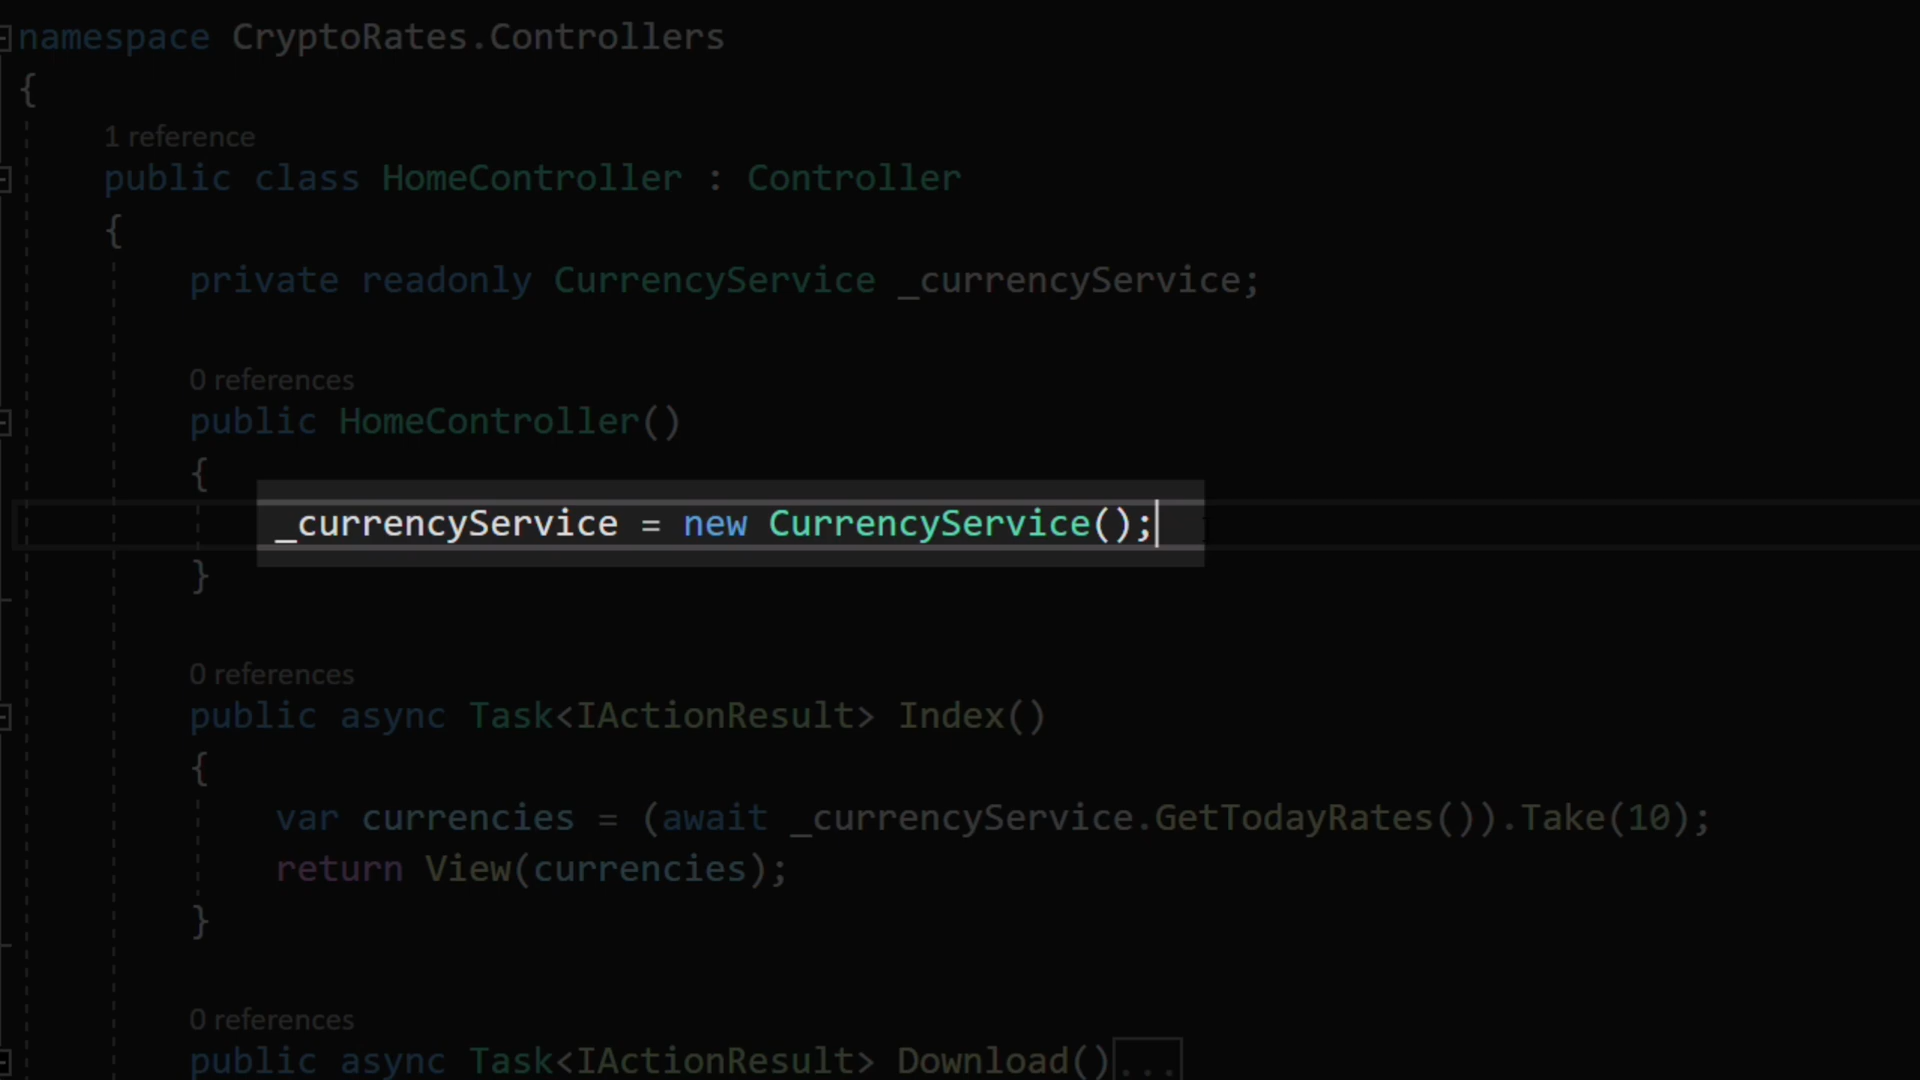 namespace CryptoRates.Controllers
{
1 reference
public class HomeController : Controller
{
private readonly CurrencyService _currencyService;
0 references
public HomeController()
{
_currencyService = new CurrencyService();
}
0 references
public async Task<IActionResult> Index()
{
var currencies = (await _currencyService.GetTodayRates()).Take(10);
return View(currencies);
}
0 references
public async Task<IActionResult> Download()...